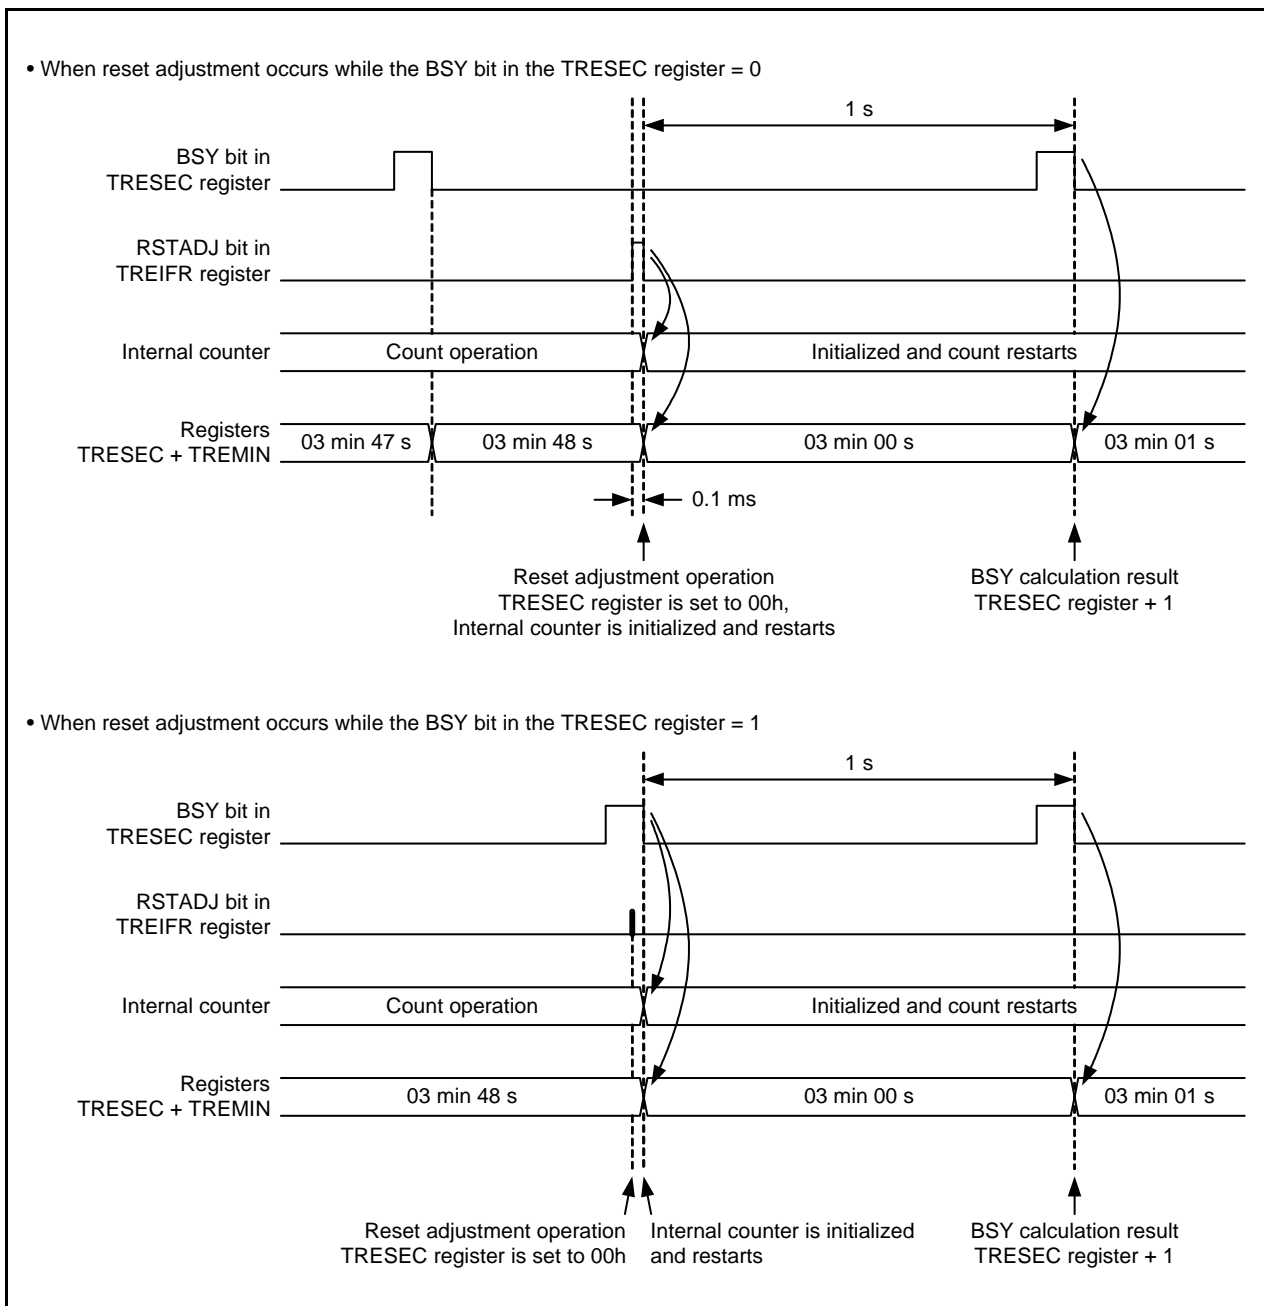 • When reset adjustment occurs while the BSY bit in the TRESEC register = 0
1 s
BSY bit in
TRESEC register
RSTADJ bit in
TREIFR register
Internal counter
Count operation
Initialized and count restarts
Registers
TRESEC + TREMIN
03 min 47 s
03 min 48 s
03 min 00 s
03 min 01 s
0.1 ms
Reset adjustment operation
TRESEC register is set to 00h,
Internal counter is initialized and restarts
BSY calculation result
TRESEC register + 1
• When reset adjustment occurs while the BSY bit in the TRESEC register = 1
1 s
BSY bit in
TRESEC register
RSTADJ bit in
TREIFR register
Internal counter
Count operation
Initialized and count restarts
Registers
TRESEC + TREMIN
03 min 48 s
03 min 00 s
03 min 01 s
Reset adjustment operation
TRESEC register is set to 00h
Internal counter is initialized
and restarts
BSY calculation result
TRESEC register + 1